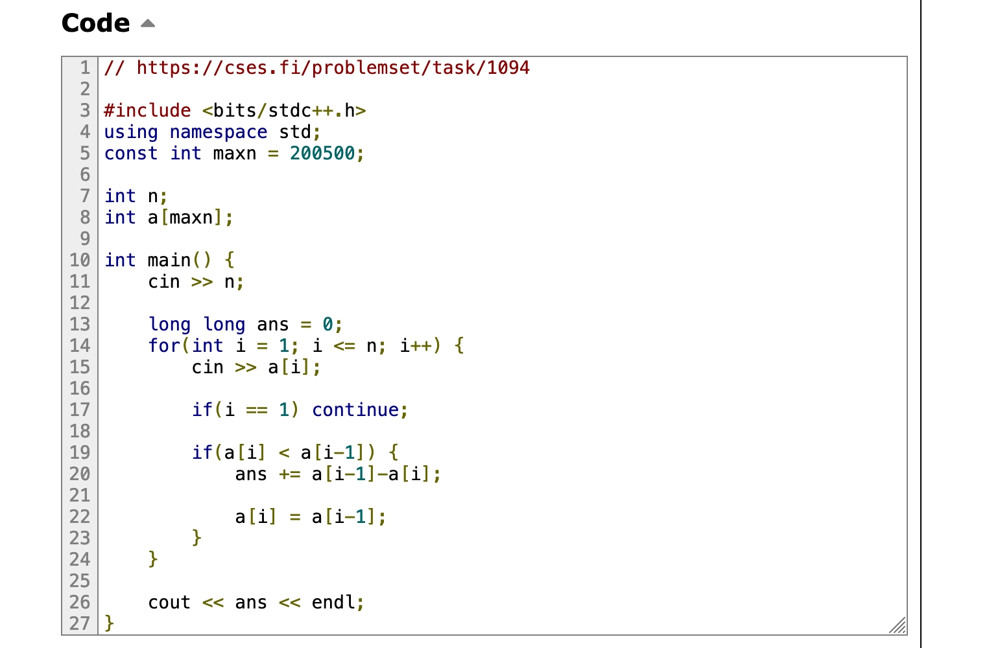 Code
1 // https://cses.fi/problemset/task/1094
2
3 #include <bits/stdc++.h>
4 using namespace std;
5 const int maxn = 200500;
6
7 int n;
8 int a[maxn];
9
10 int main() {
11     cin >> n;
12
13     long long ans = 0;
14     for(int i = 1; i <= n; i++) {
15         cin >> a[i];
16
17         if(i == 1) continue;
18
19         if(a[i] < a[i-1]) {
20             ans += a[i-1]-a[i];
21
22             a[i] = a[i-1];
23         }
24     }
25
26     cout << ans << endl;
27 }